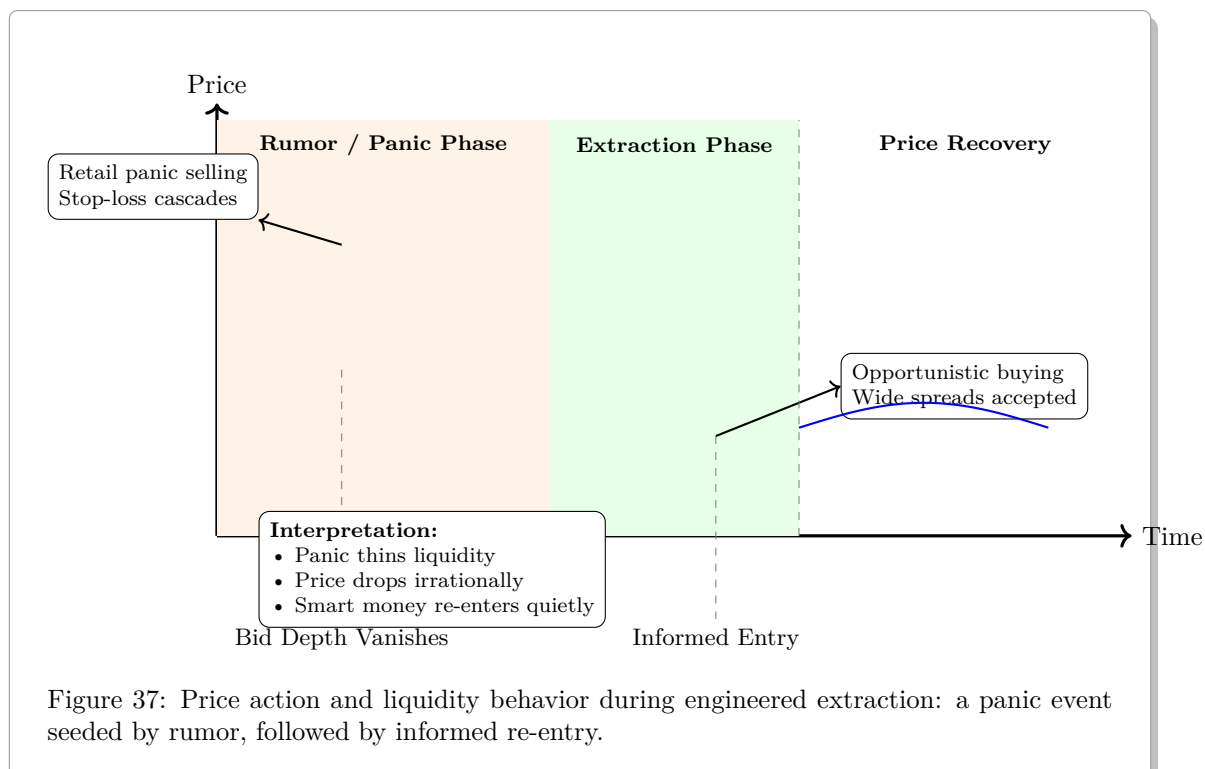 Price
Rumor / Panic Phase
Extraction Phase
Price Recovery
Retail panic selling
Stop-loss cascades
Opportunistic buying
Wide spreads accepted
Time
Interpretation:
• Panic thins liquidity
• Price drops irrationally
• Smart money re-enters quietly
Bid Depth Vanishes
Informed Entry
Figure 37: Price action and liquidity behavior during engineered extraction: a panic event
seeded by rumor, followed by informed re-entry.